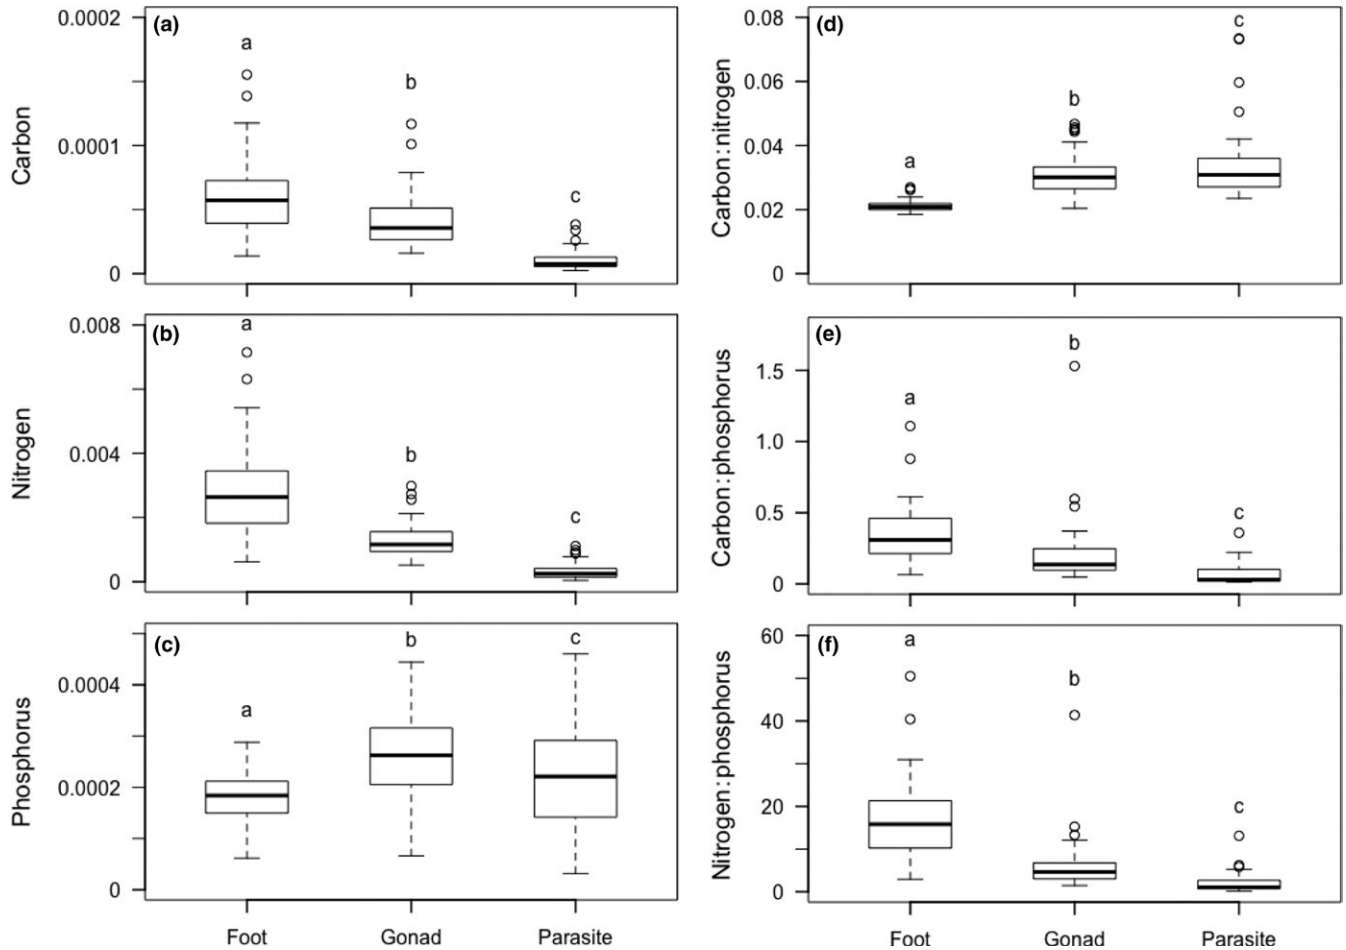 (a)
Carbon
0.0002
0.0001
0
a
b
c
(b)
Nitrogen
0.008
0.004
0
a
b
c
(c)
Phosphorus
0.0004
0.0002
0
a
b
c
Foot
Gonad
Parasite
(d)
Carbon:nitrogen
0.08
0.06
0.04
0.02
0
a
b
c
(e)
Carbon:phosphorus
1.5
1.0
0.5
0
a
b
c
(f)
Nitrogen:phosphorus
60
40
20
0
a
b
c
Foot
Gonad
Parasite